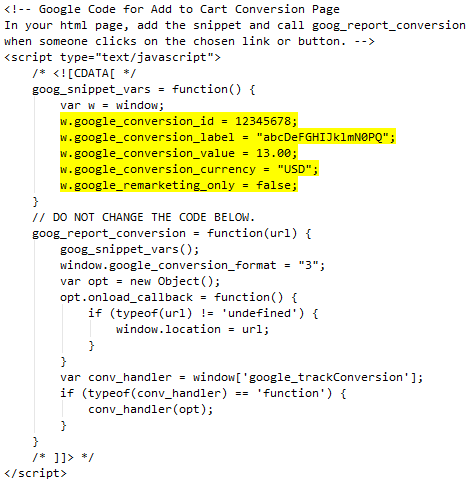 <!-- Google Code for Add to Cart Conversion Page
In your html page, add the snippet and call goog_report_conversion
when someone clicks on the chosen link or button. -->
<script type="text/javascript">
    /* <![CDATA[ */
    goog_snippet_vars = function() {
        var w = window;
        w.google_conversion_id = 12345678;
        w.google_conversion_label = "abcDeFGHIJklmN0PQ";
        w.google_conversion_value = 13.00;
        w.google_conversion_currency = "USD";
        w.google_remarketing_only = false;
    }
    // DO NOT CHANGE THE CODE BELOW.
    goog_report_conversion = function(url) {
        goog_snippet_vars();
        window.google_conversion_format = "3";
        var opt = new Object();
        opt.onload_callback = function() {
            if (typeof(url) != 'undefined') {
                window.location = url;
            }
        }
        var conv_handler = window['google_trackConversion'];
        if (typeof(conv_handler) == 'function') {
            conv_handler(opt);
        }
    }
    /* ]]> */
</script>